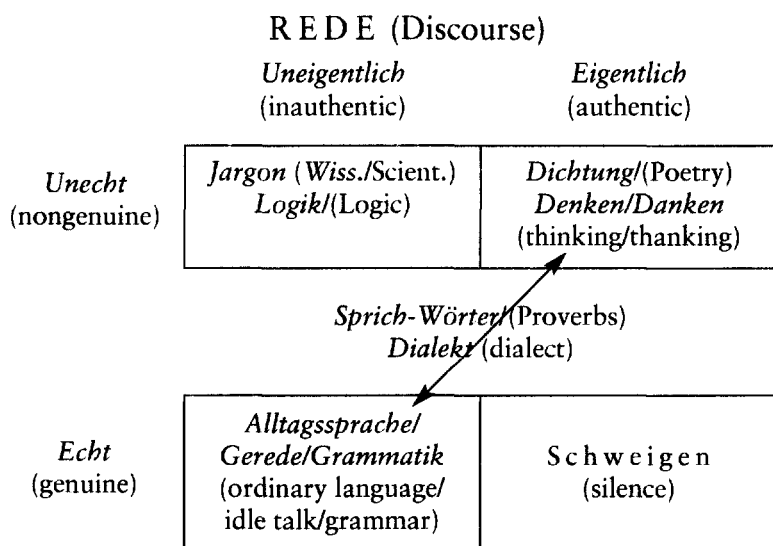 REDE (Discourse)
Uneigentlich
(inauthentic)
Eigentlich
(authentic)
Unecht
(nongenuine)
Jargon (Wiss./Scient.)
Logik/(Logic)
Dichtung/(Poetry)
Denken/Danken
(thinking/thanking)
Sprich-Wörter/(Proverbs)
Dialekt (dialect)
Echt
(genuine)
Alltagssprache/
Gerede/Grammatik
(ordinary language/
idle talk/grammar)
Schweigen
(silence)